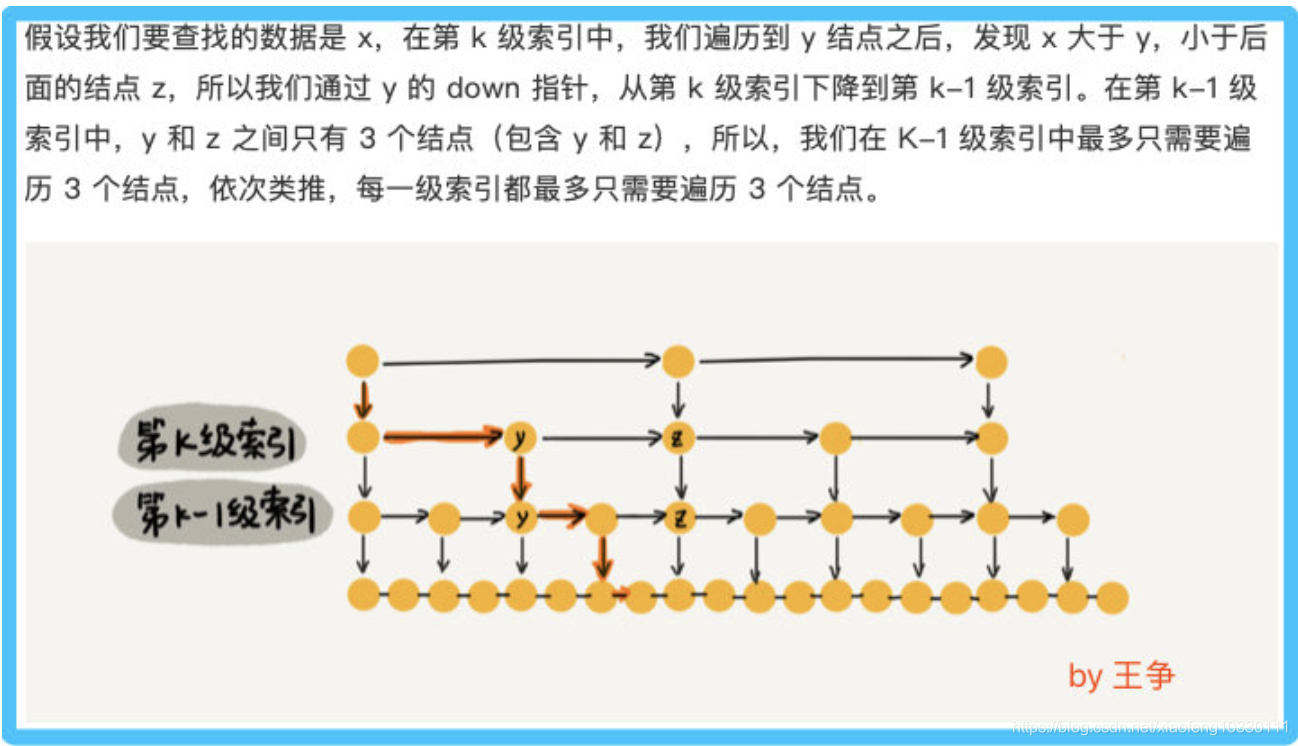 假设我们要查找的数据是 x，在第 k 级索引中，我们遍历到 y 结点之后，发现 x 大于 y，小于后
面的结点 z，所以我们通过 y 的 down 指针，从第 k 级索引下降到第 k-1 级索引。在第 k-1 级
索引中，y 和 z 之间只有 3 个结点（包含 y 和 z），所以，我们在 K-1 级索引中最多只需要遍
历 3 个结点，依次类推，每一级索引都最多只需要遍历 3 个结点。
第K级索引
y
z
第k-1级索引
y
z
by 王争